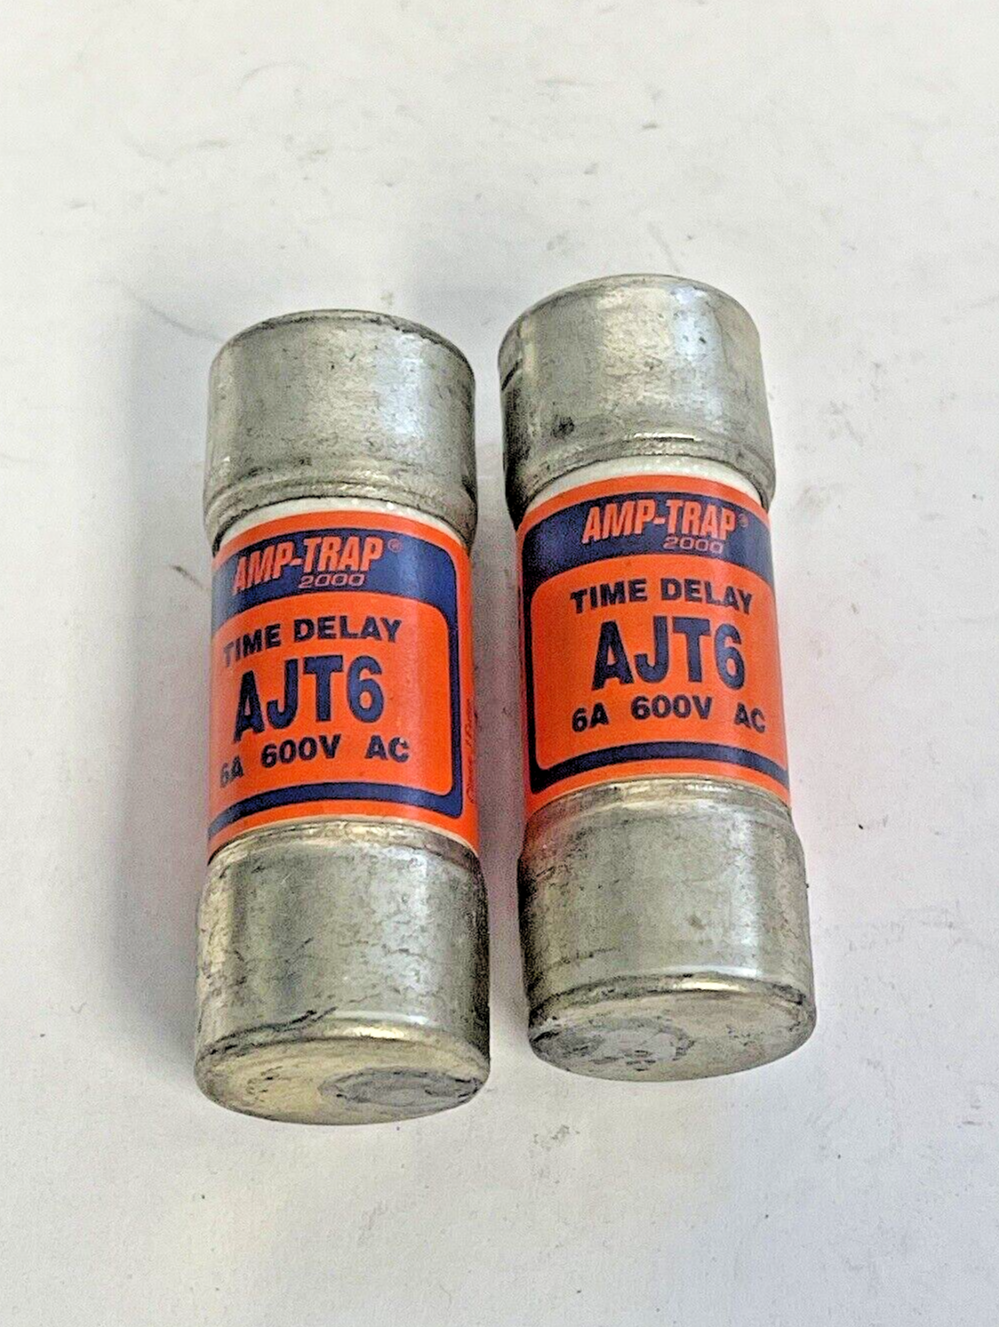 AMP-TRAP®
2000
TIME DELAY
AJT6
6A 600V AC
AMP-TRAP®
2000
TIME DELAY
AJT6
6A 600V AC